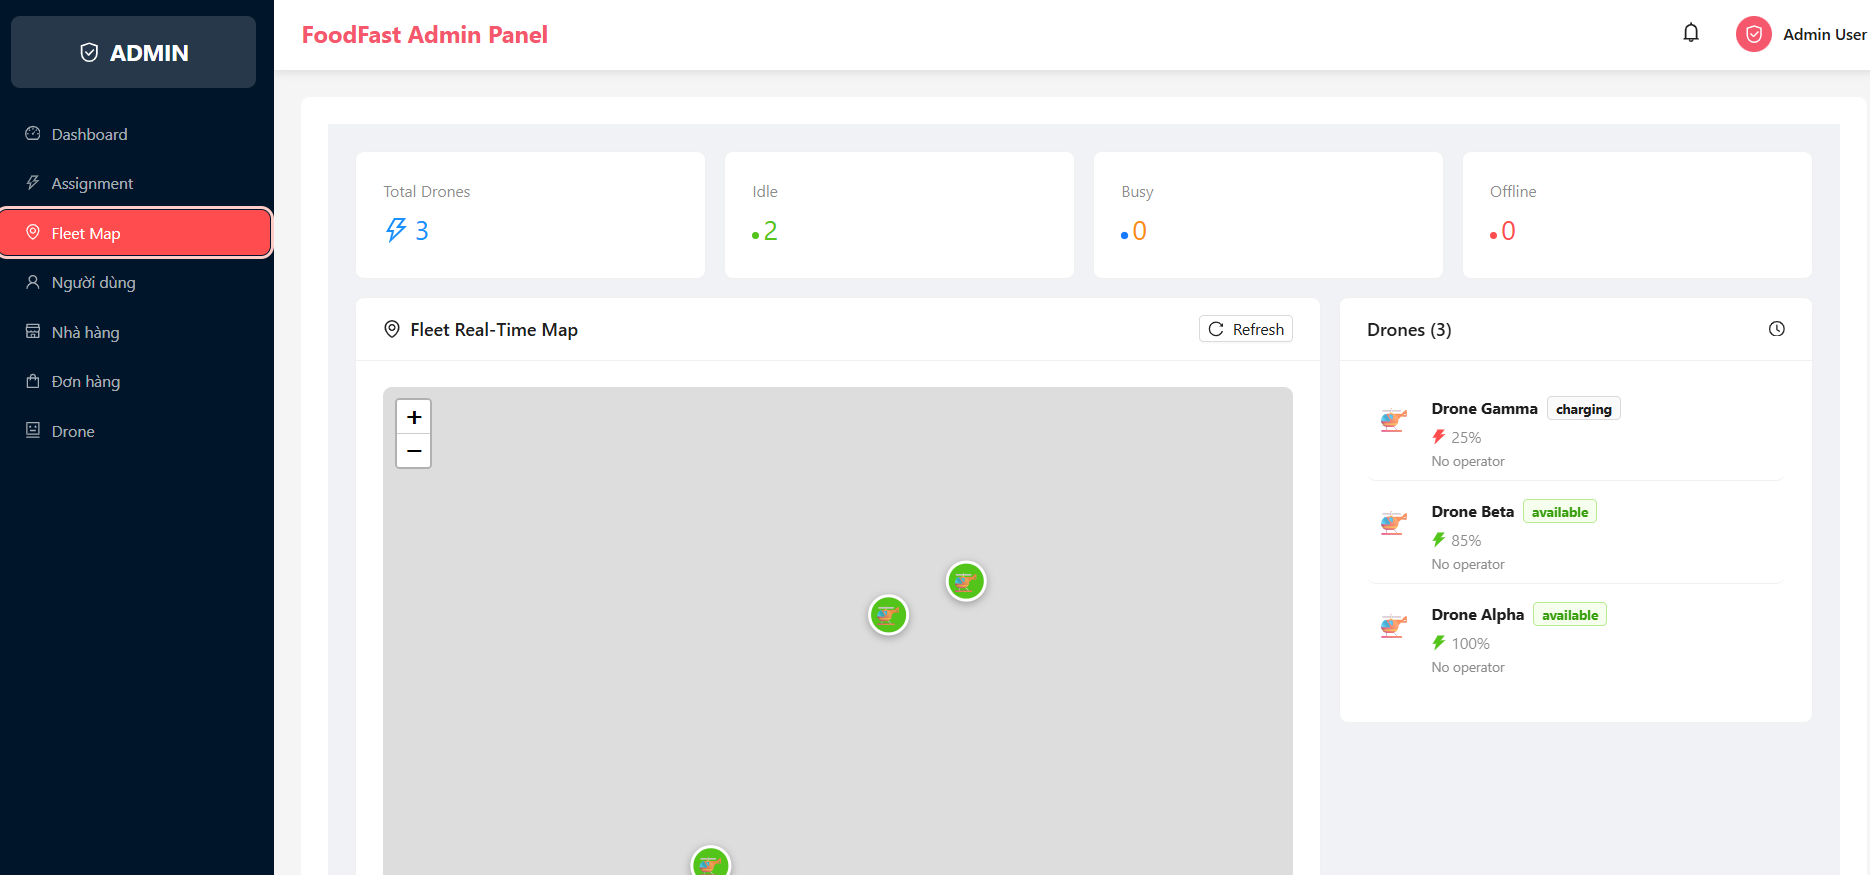 ADMIN
Dashboard
Assignment
Fleet Map
Người dùng
Nhà hàng
Đơn hàng
Drone
FoodFast Admin Panel
Admin User
Total Drones
3
Idle
2
Busy
0
Offline
0
Fleet Real-Time Map
Refresh
+
−
Drones (3)
Drone Gamma charging
25%
No operator
Drone Beta available
85%
No operator
Drone Alpha available
100%
No operator